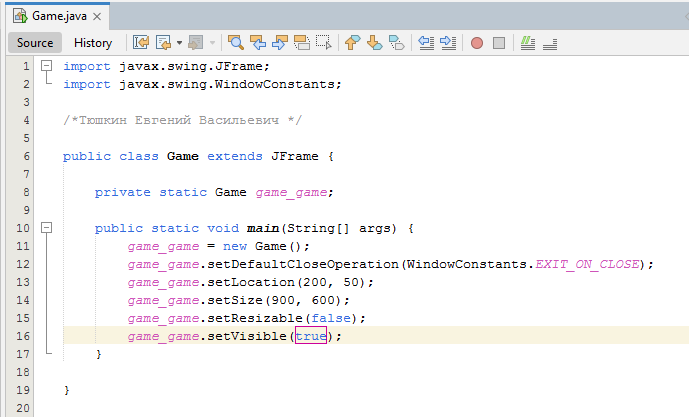 Game.java
Source History
1 import javax.swing.JFrame;
2 import javax.swing.WindowConstants;
3
4 /*Тюшкин Евгений Васильевич */
5
6 public class Game extends JFrame {
7
8 private static Game game_game;
9
10 public static void main(String[] args) {
11 game_game = new Game();
12 game_game.setDefaultCloseOperation(WindowConstants.EXIT_ON_CLOSE);
13 game_game.setLocation(200, 50);
14 game_game.setSize(900, 600);
15 game_game.setResizable(false);
16 game_game.setVisible(true);
17 }
18
19 }
20